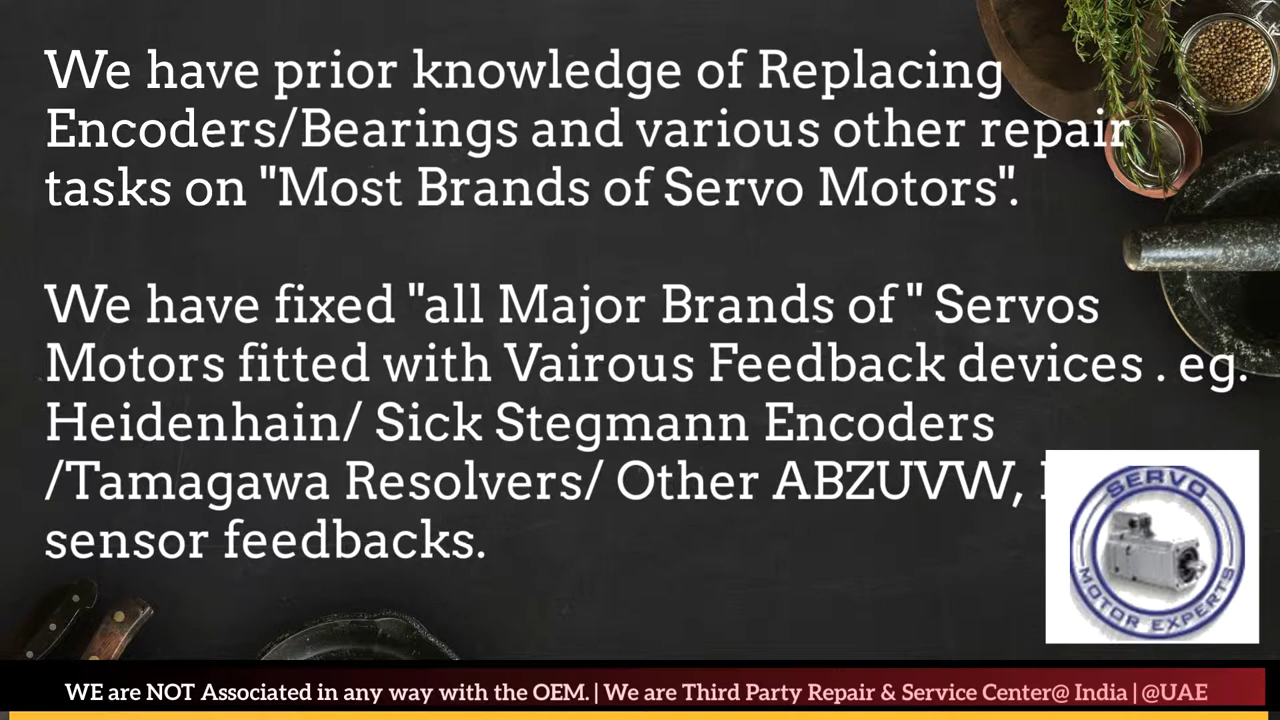 We have prior knowledge of Replacing
Encoders/Bearings and various other repair
tasks on "Most Brands of Servo Motors".
We have fixed "all Major Brands of " Servos
Motors fitted with Vairous Feedback devices . eg.
Heidenhain/ Sick Stegmann Encoders
/Tamagawa Resolvers/ Other ABZUVW,
sensor feedbacks.
SERVO
MOTOR EXPERTS
WE are NOT Associated in any way with the OEM. | We are Third Party Repair & Service Center@ India | @UAE